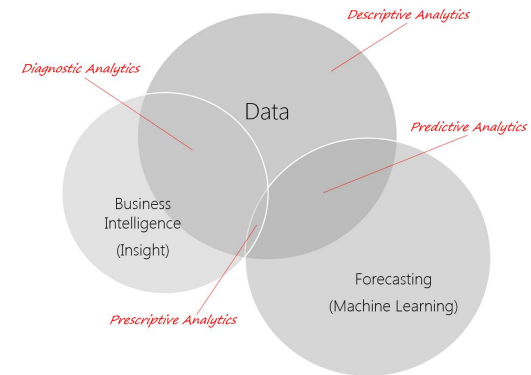 Descriptive Analytics
Diagnostic Analytics
Data
Predictive Analytics
Business
Intelligence
(Insight)
Forecasting
(Machine Learning)
Prescriptive Analytics